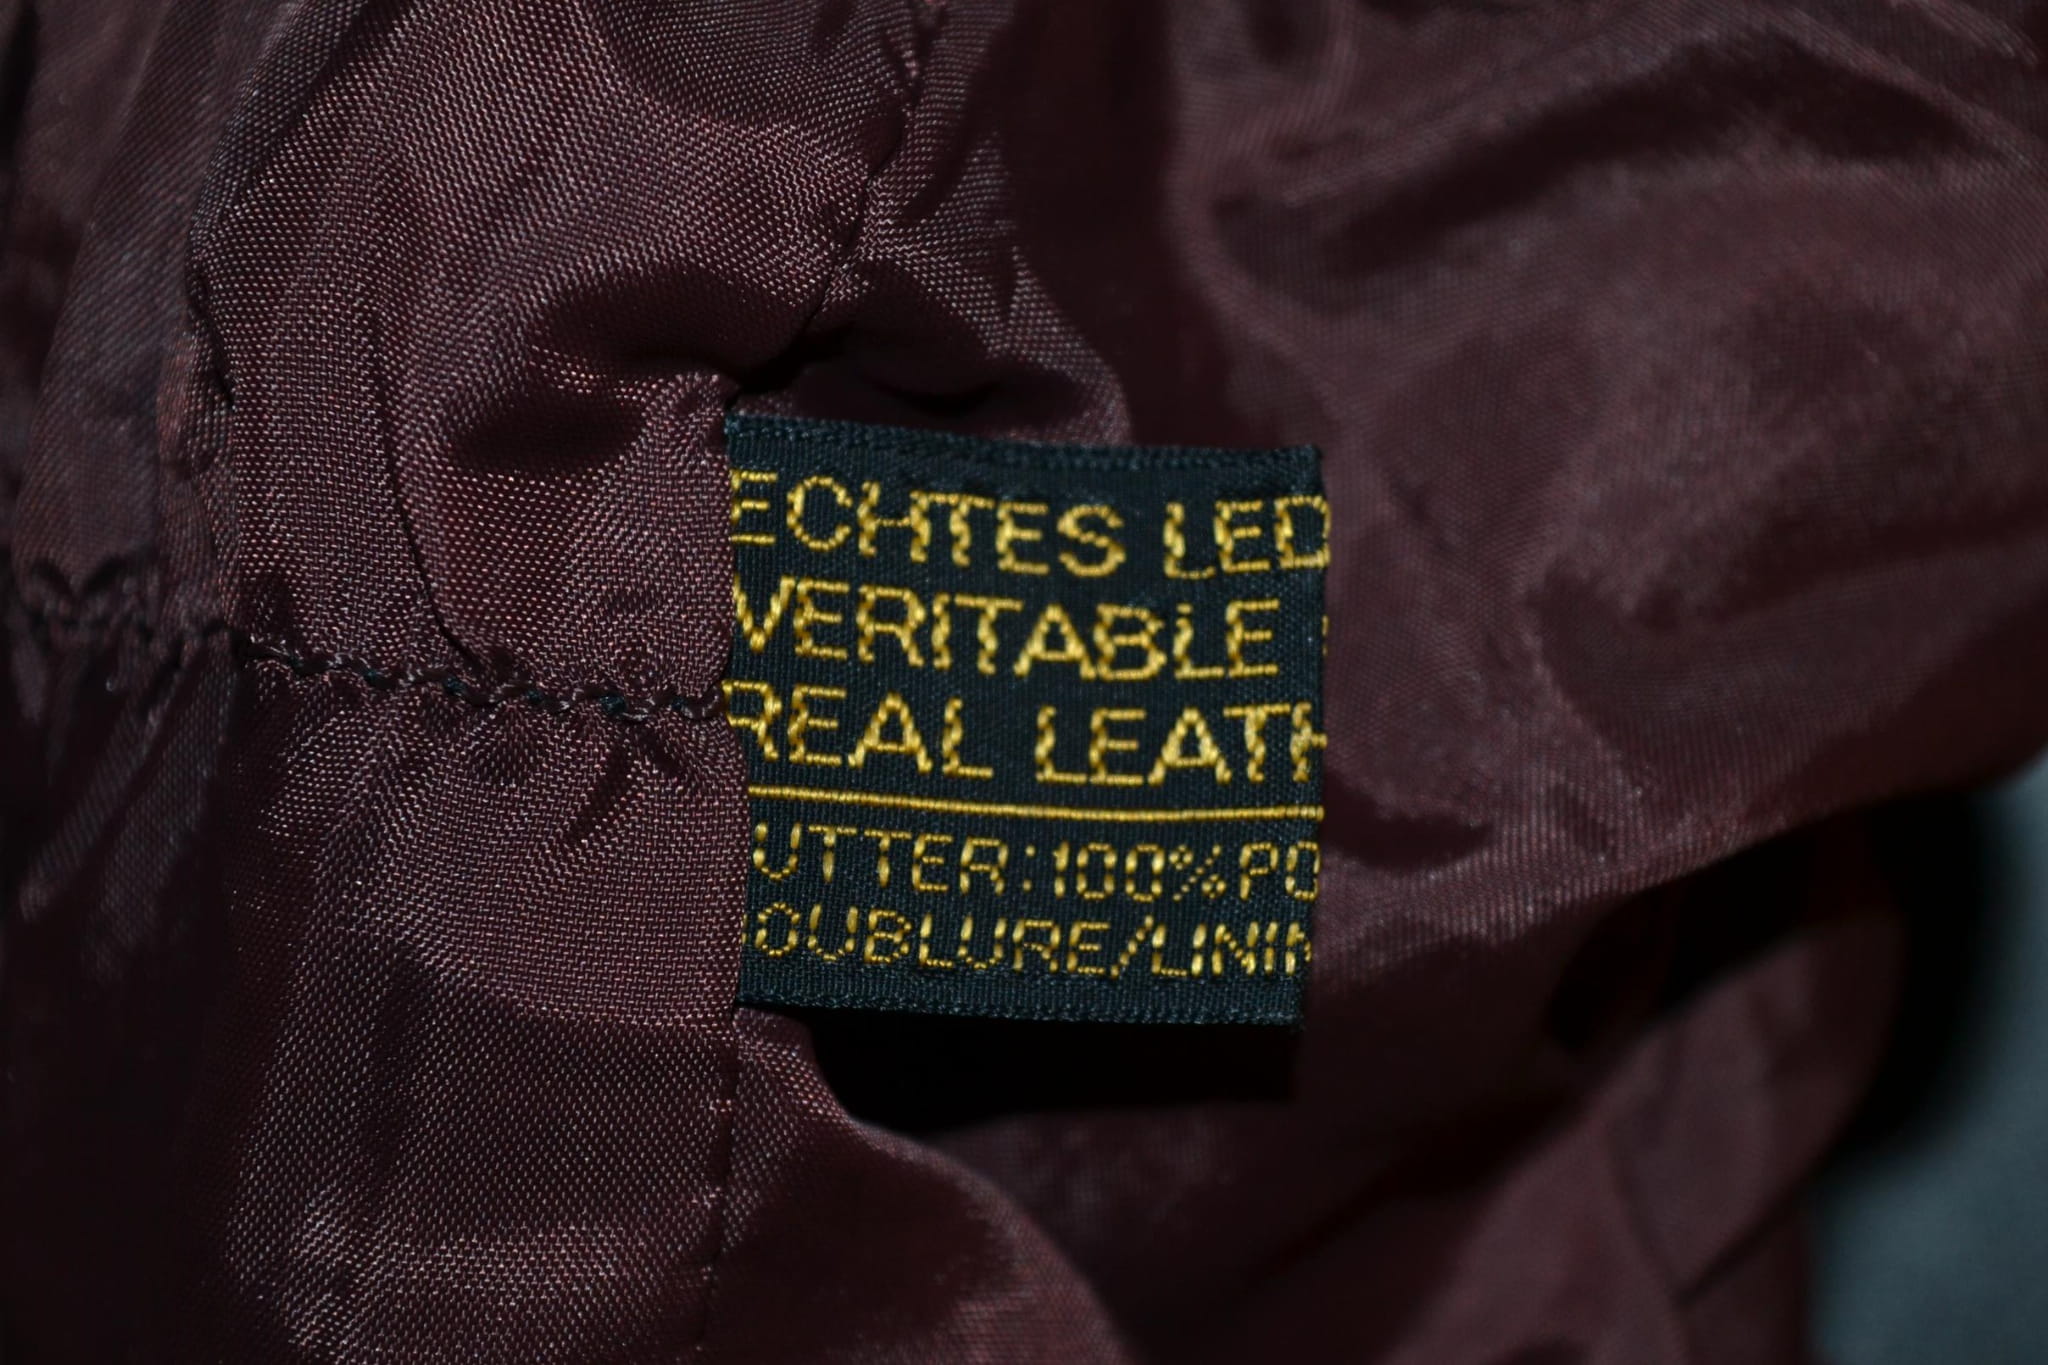 ECHTES LED
VERITABLE
REAL LEATH
UTTER:100% PO
OUBLURE/LININ